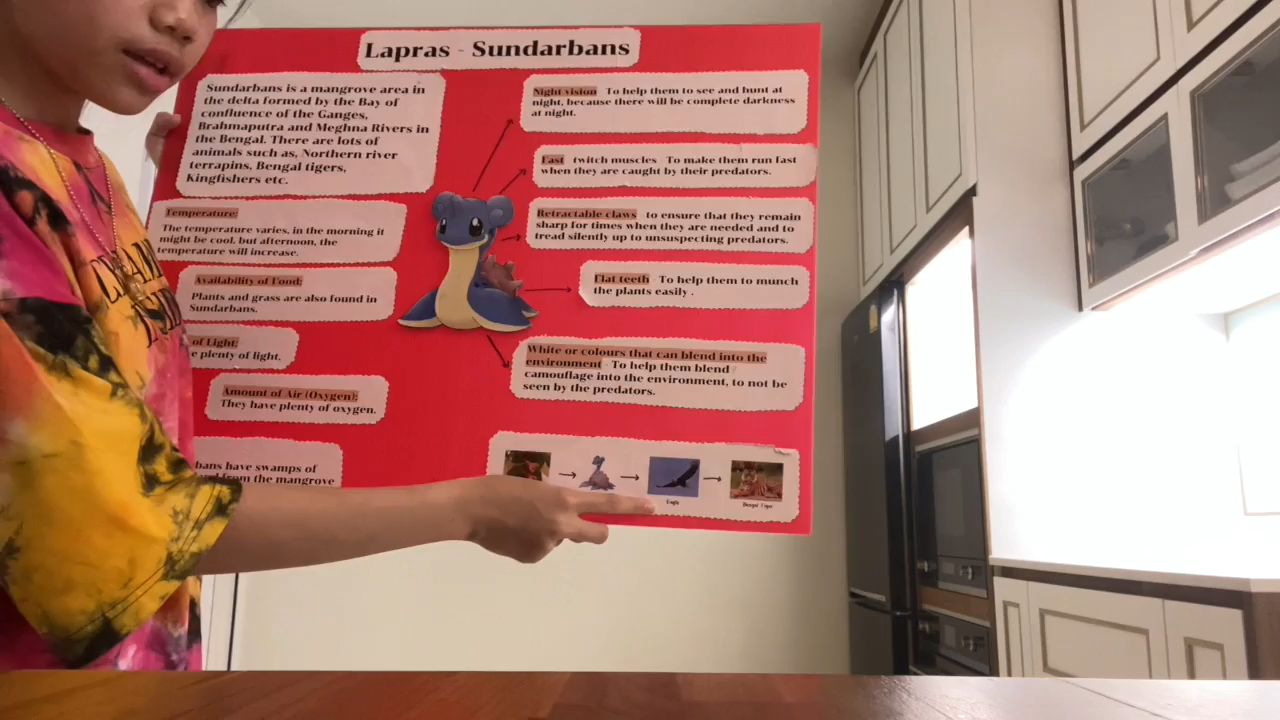 Lapras - Sundarbans
Sundarbans is a mangrove area in
the delta formed by the Bay of
confluence of the Ganges,
Brahmaputra and Meghna Rivers in
the Bengal. There are lots of
animals such as, Northern river
terrapins, Bengal tigers,
Kingfishers etc.
Temperature:
The temperature varies, in the morning it
might be cool, but afternoon, the
temperature will increase.
Availability of Food:
Plants and grass are also found in
Sundarbans.
of Light:
e plenty of light.
Amount of Air (Oxygen):
They have plenty of oxygen.
bans have swamps of
from the mangrove
Night vision - To help them to see and hunt at
night, because there will be complete darkness
at night.
Fast - twitch muscles - To make them run fast
when they are caught by their predators.
Retractable claws - to ensure that they remain
sharp for times when they are needed and to
tread silently up to unsuspecting predators.
Flat teeth - To help them to munch
the plants easily .
White or colours that can blend into the
environment - To help them blend /
camouflage into the environment, to not be
seen by the predators.
Eagle
Bengal Tiger